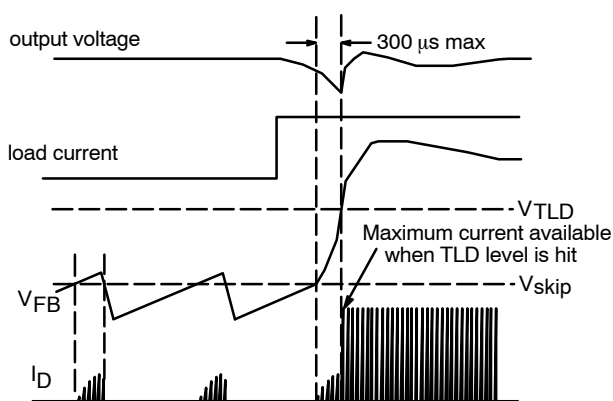 output voltage
300 μs max
load current
VTLD
Maximum current available
when TLD level is hit
VFB
Vskip
ID